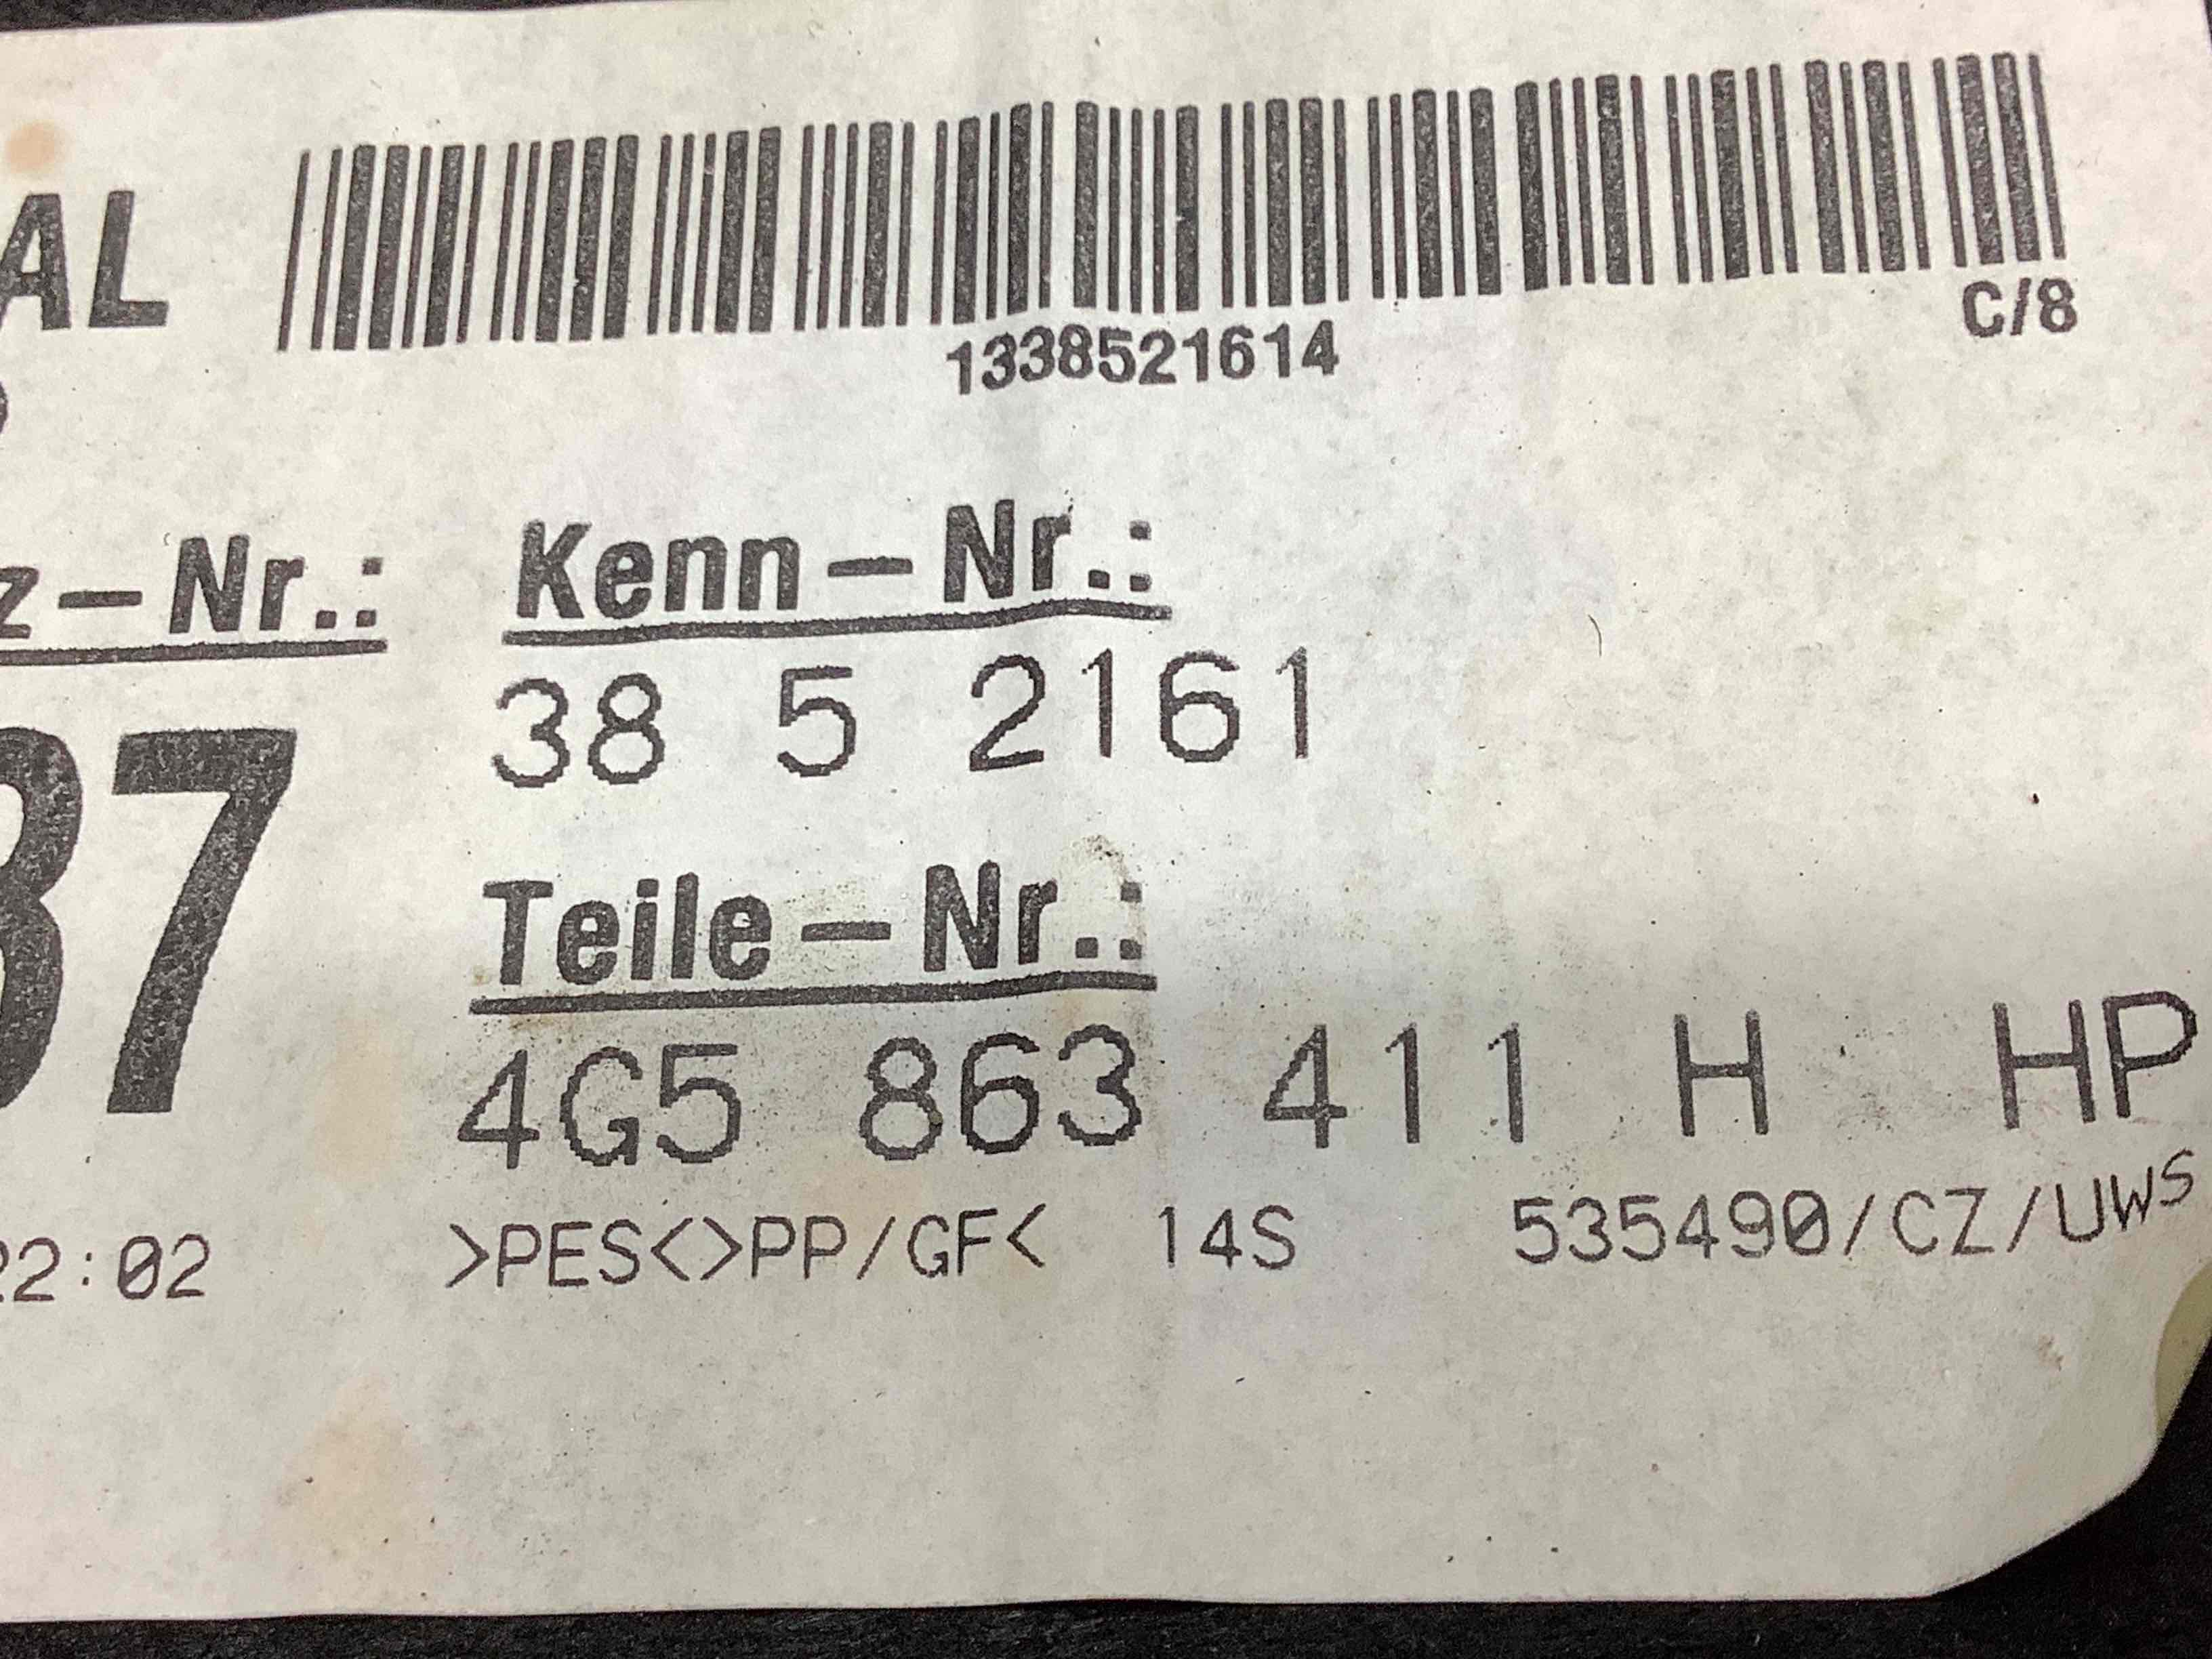 AL
1338521614 C/8
z-Nr.: Kenn-Nr.:
38 5 2161
37
Teile-Nr.:
4G5 863 411 H HP
22:02 >PES<>PP/GF< 14S 535490/CZ/UWS